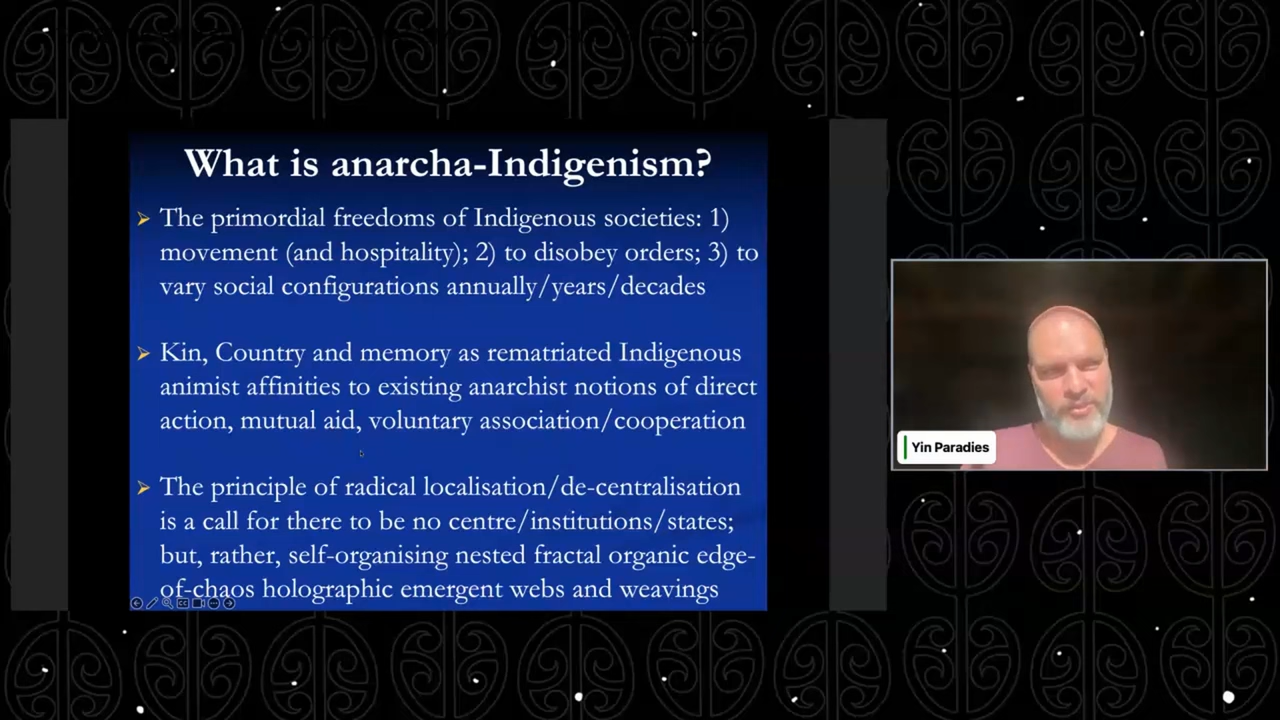 What is anarcha-Indigenism?
➢ The primordial freedoms of Indigenous societies: 1)
movement (and hospitality); 2) to disobey orders; 3) to
vary social configurations annually/years/decades
➢ Kin, Country and memory as rematriated Indigenous
animist affinities to existing anarchist notions of direct
action, mutual aid, voluntary association/cooperation
➢ The principle of radical localisation/de-centralisation
is a call for there to be no centre/institutions/states;
but, rather, self-organising nested fractal organic edge-
of-chaos holographic emergent webs and weavings
Yin Paradies